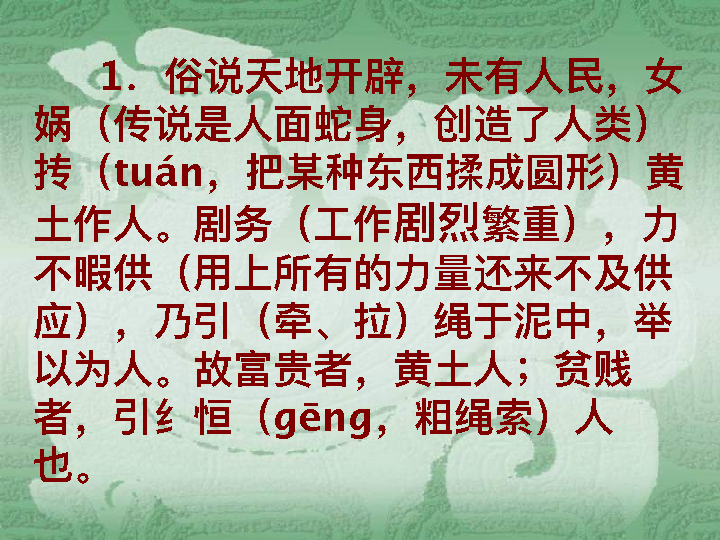 1．俗说天地开辟，未有人民，女
娲（传说是人面蛇身，创造了人类）
抟（tuán，把某种东西揉成圆形）黄
土作人。剧务（工作剧烈繁重），力
不暇供（用上所有的力量还来不及供
应），乃引（牵、拉）绳于泥中，举
以为人。故富贵者，黄土人；贫贱
者，引纟恒（gēng，粗绳索）人
也。